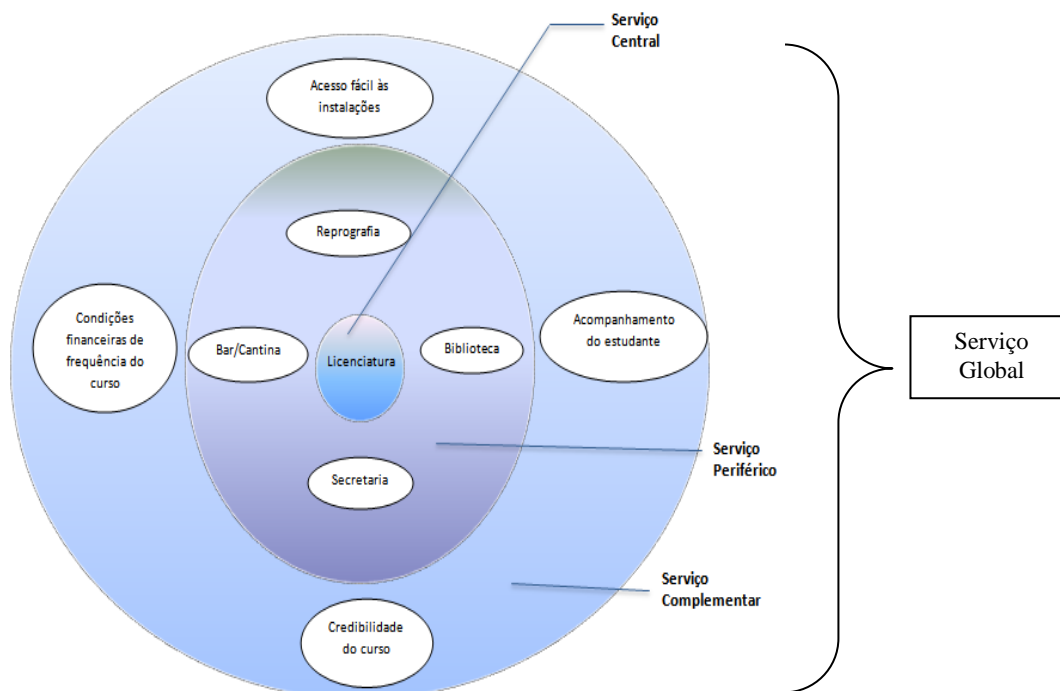 Serviço
Central
Acesso fácil às
instalações
Reprografia
Condições
financeiras de
frequência do
curso
Bar/Cantina
Licenciatura
Biblioteca
Acompanhamento
do estudante
Serviço
Global
Serviço
Periférico
Secretaria
Serviço
Complementar
Credibilidade
do curso